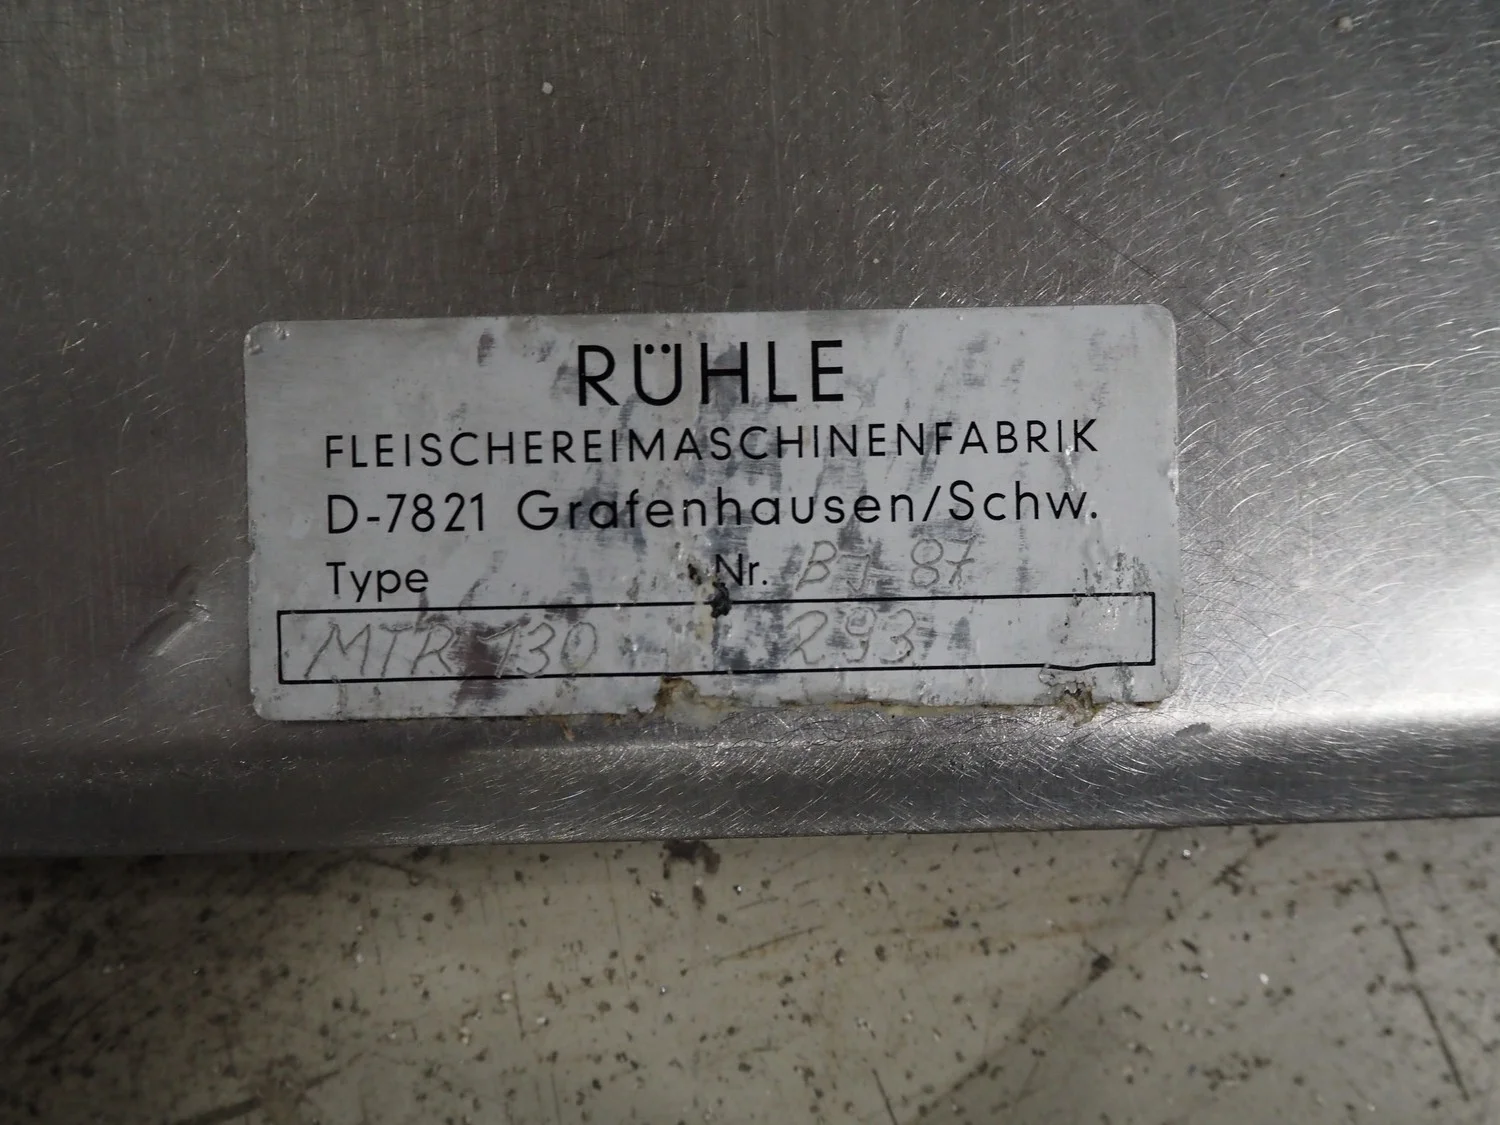 RÜHLE
FLEISCHEREIMASCHINENFABRIK
D-7821 Grafenhausen/Schw.
Type Nr. BJ 87
MTR 130 293